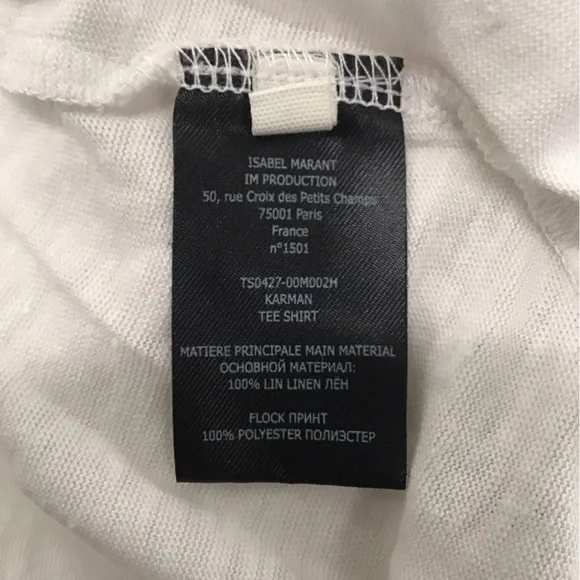 ISABEL MARANT
IM PRODUCTION
50, rue Croix des Petits Champs
75001 Paris
France
n°1501
TS0427-00M002H
KARMAN
TEE SHIRT
MATIERE PRINCIPALE MAIN MATERIAL
ОСНОВНОЙ МАТЕРИАЛ:
100% LIN LINEN ЛЁН
FLOCK ПРИНТ
100% POLYESTER ПОЛИЭСТЕР